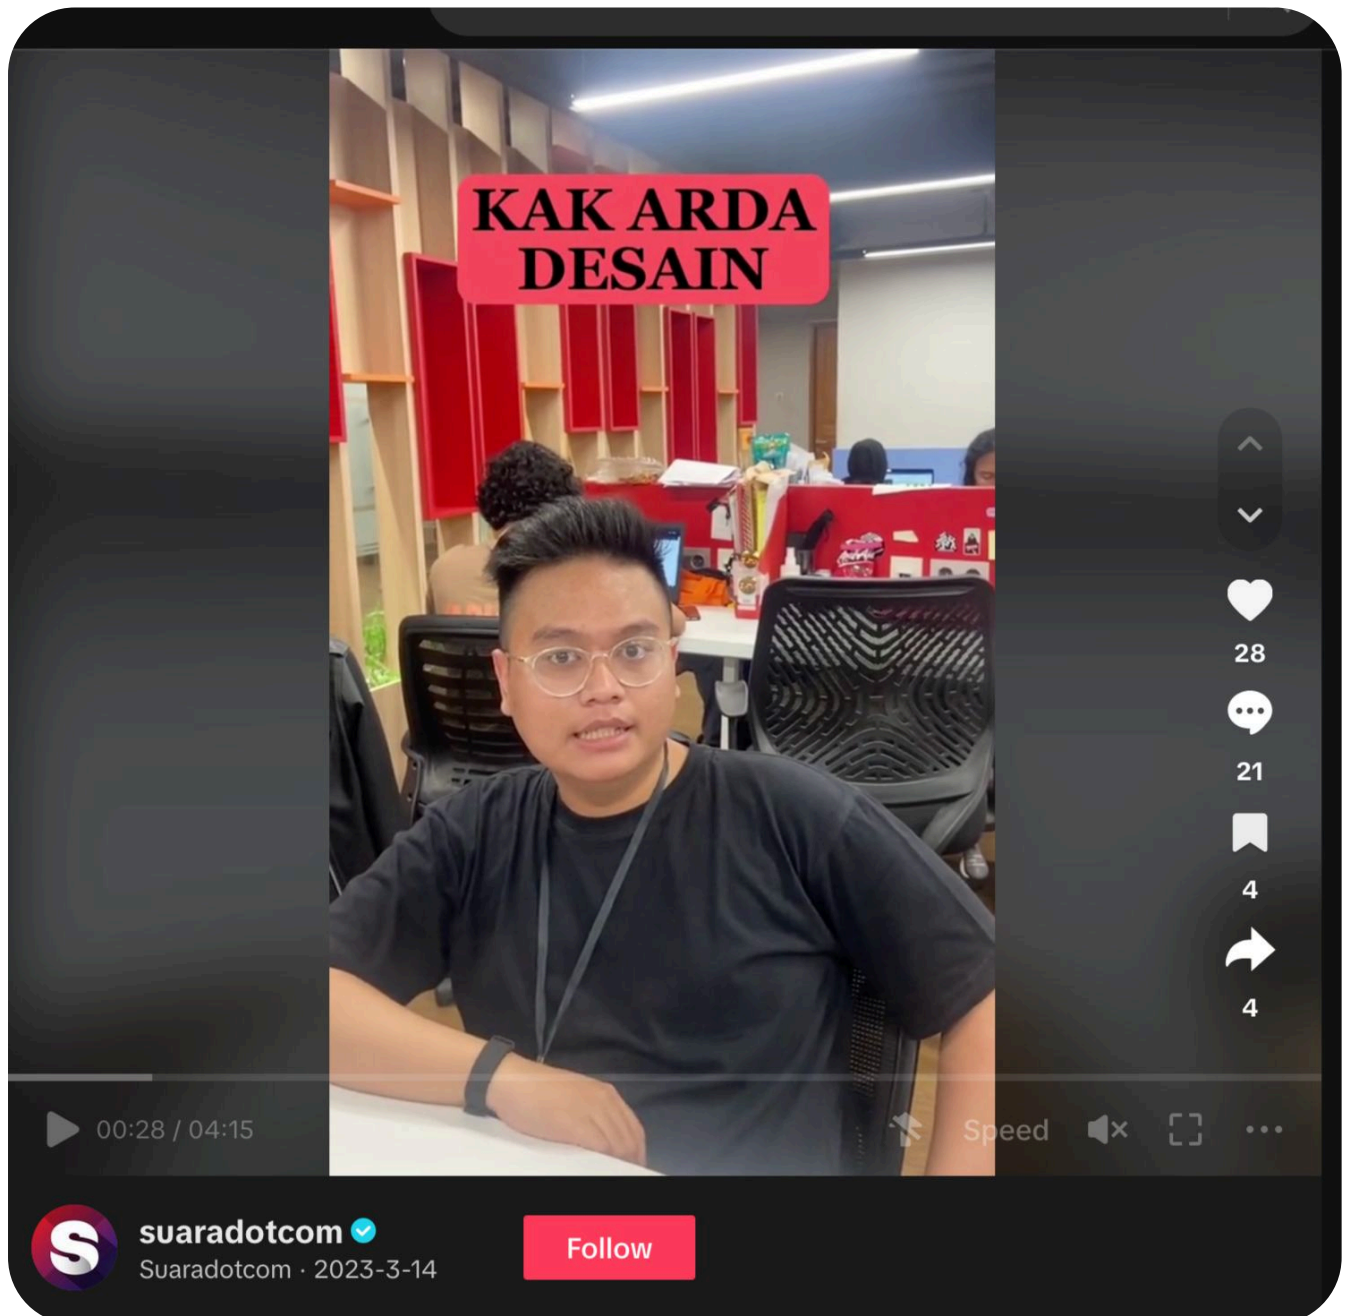 KAK ARDA
DESAIN
28
21
4
4
00:28 / 04:15
Speed
suaradotcom
Suaradotcom · 2023-3-14
Follow